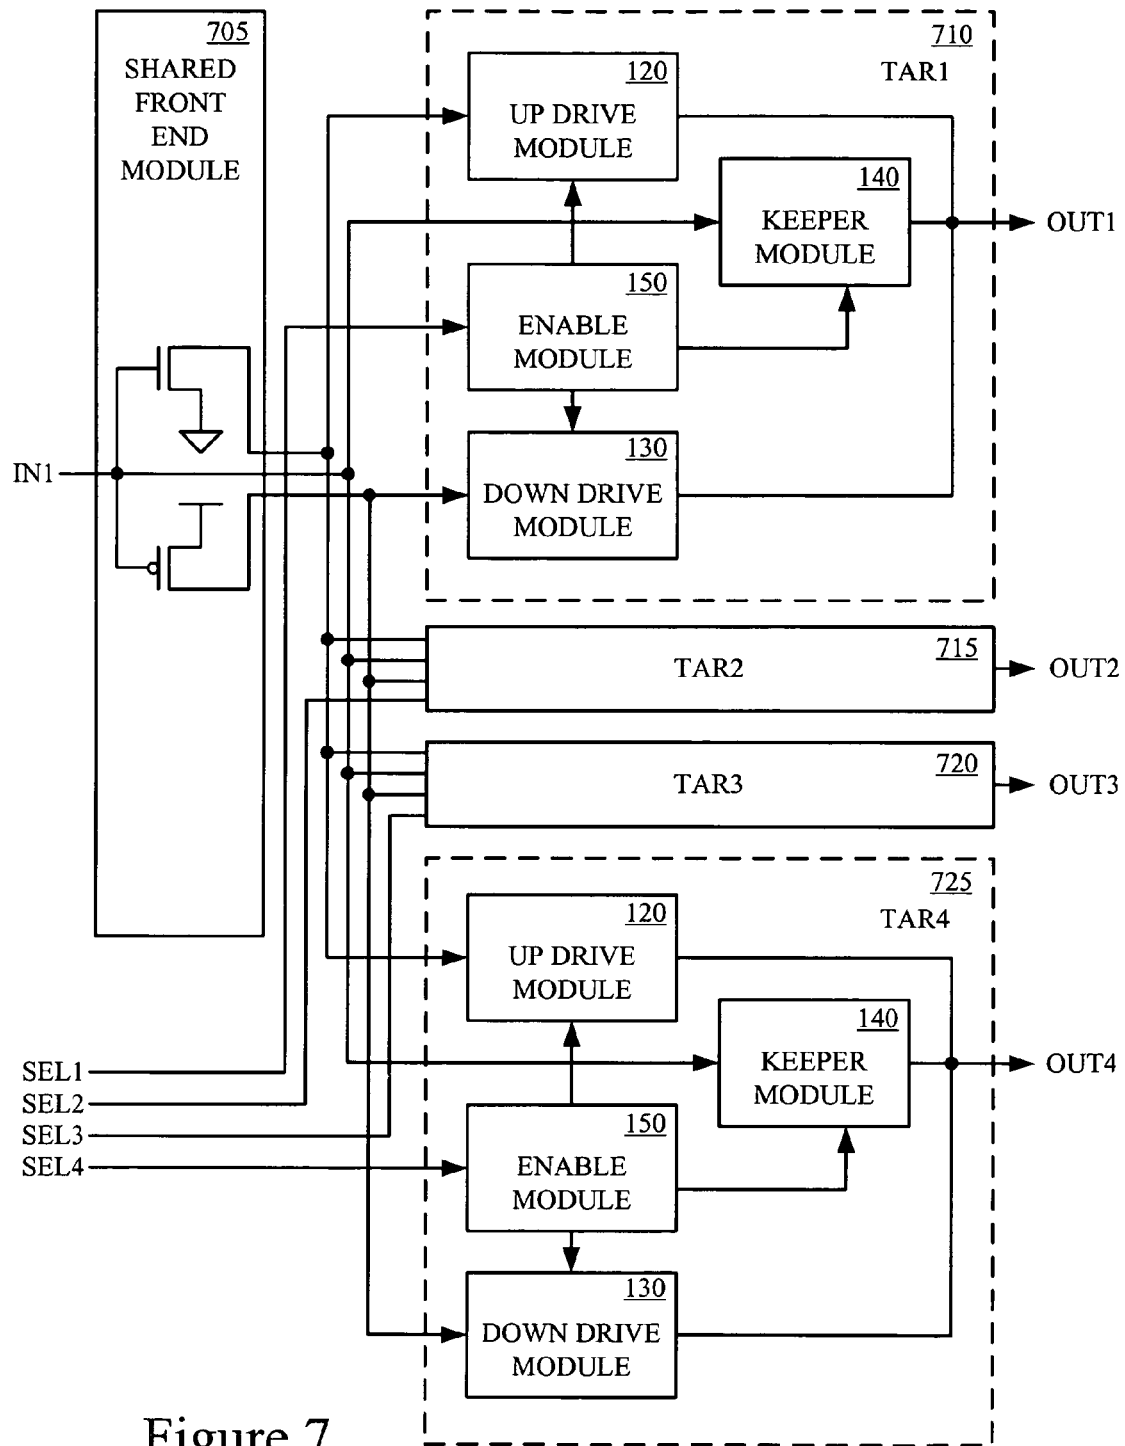 705
SHARED
FRONT
END
MODULE
710
TAR1
120
UP DRIVE
MODULE
140
KEEPER
MODULE
OUT1
150
ENABLE
MODULE
130
DOWN DRIVE
MODULE
IN1
715
TAR2
OUT2
720
TAR3
OUT3
725
TAR4
120
UP DRIVE
MODULE
140
KEEPER
MODULE
OUT4
150
ENABLE
MODULE
130
DOWN DRIVE
MODULE
SEL1
SEL2
SEL3
SEL4
Figure 7